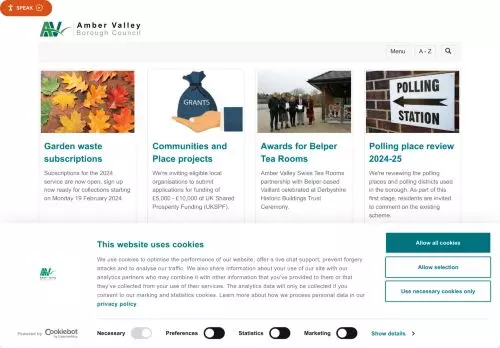 SPEAK
AV
Amber Valley
Borough Council
Menu
A - Z
GRANTS
POLLING
STATION
Garden waste
subscriptions
Subscriptions for the 2024
service are now open, sign up
now ready for collections starting
on Monday 19 February 2024.
Communities and
Place projects
We're inviting eligible local
organisations to submit
applications for funding of
£5,000 - £10,000 of UK Shared
Prosperity Funding (UKSPF).
Awards for Belper
Tea Rooms
Amber Valley Swiss Tea Rooms
partnership with Belper-based
Vaillant celebrated at Derbyshire
Historic Buildings Trust
Ceremony.
Polling place review
2024-25
We're reviewing the polling
places and polling districts used
in the borough. As part of this
first stage, residents are invited
to comment on the existing
scheme.
This website uses cookies
We use cookies to optimise the performance of our website, offer a live chat support, prevent forgery
attacks and to analyse our traffic. We also share information about your use of our site with our
analytics partners who may combine it with other information that you've provided to them or that
they've collected from your use of their services. The analytics data will only be collected if you
consent to our marketing and statistics cookies. Learn more about how we process personal data in our
privacy policy.
Allow all cookies
Allow selection
Use necessary cookies only
Powered by Cookiebot
by Usercentrics
Necessary
Preferences
Statistics
Marketing
Show details